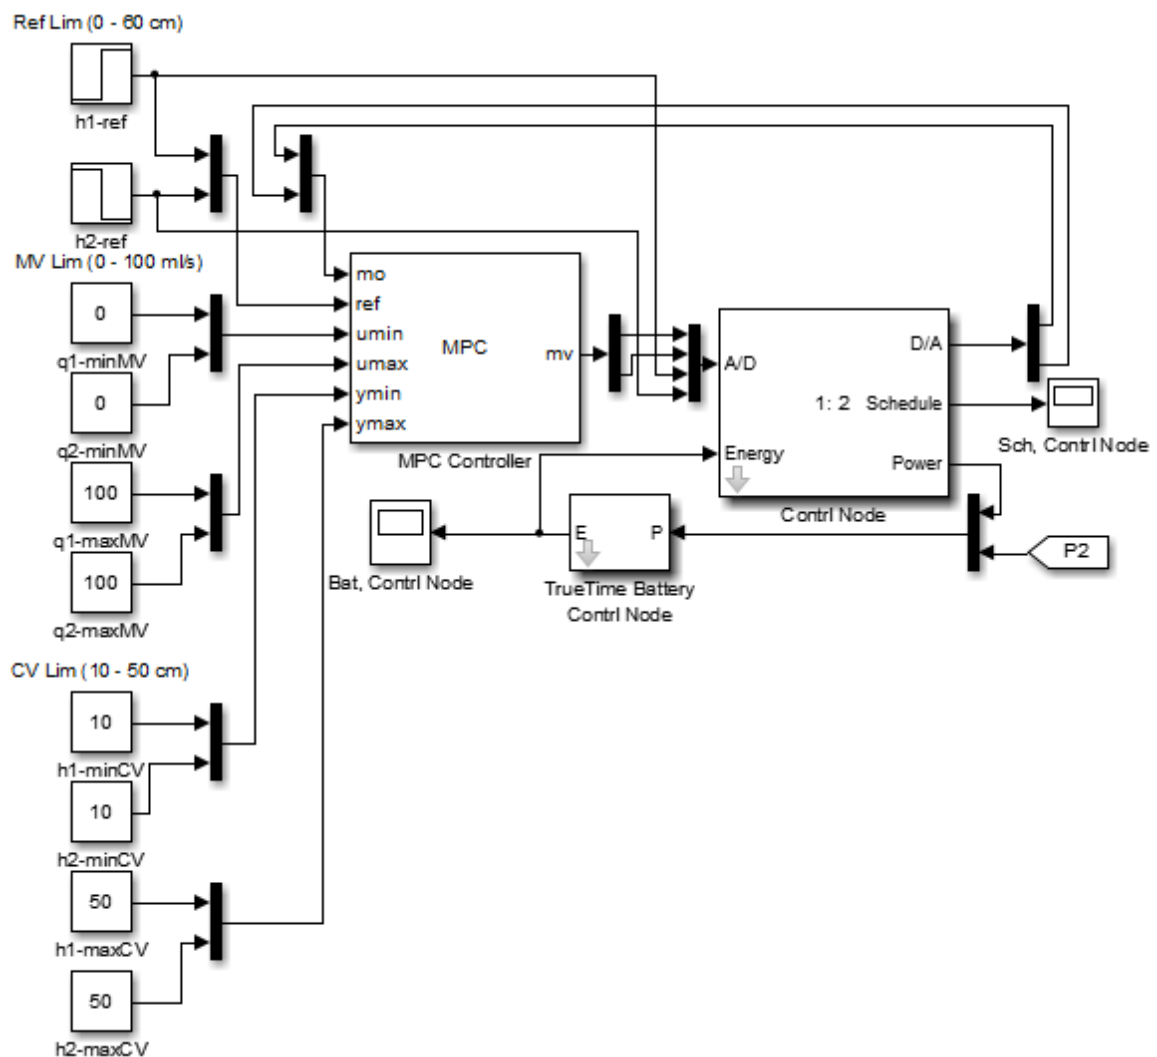 Ref Lim (0 - 60 cm)
h1-ref
h2-ref
MV Lim (0 - 100 ml/s)
0
q1-minMV
0
q2-minMV
100
q1-maxMV
100
q2-maxMV
CV Lim (10 - 50 cm)
10
h1-minCV
10
h2-minCV
50
h1-maxCV
50
h2-maxCV
mo
ref
umin
umax
ymin
ymax
MPC
mv
MPC Controller
A/D
Energy
1: 2
D/A
Schedule
Power
Contrl Node
Sch, Contrl Node
P2
E
P
TrueTime Battery
Contrl Node
Bat, Contrl Node